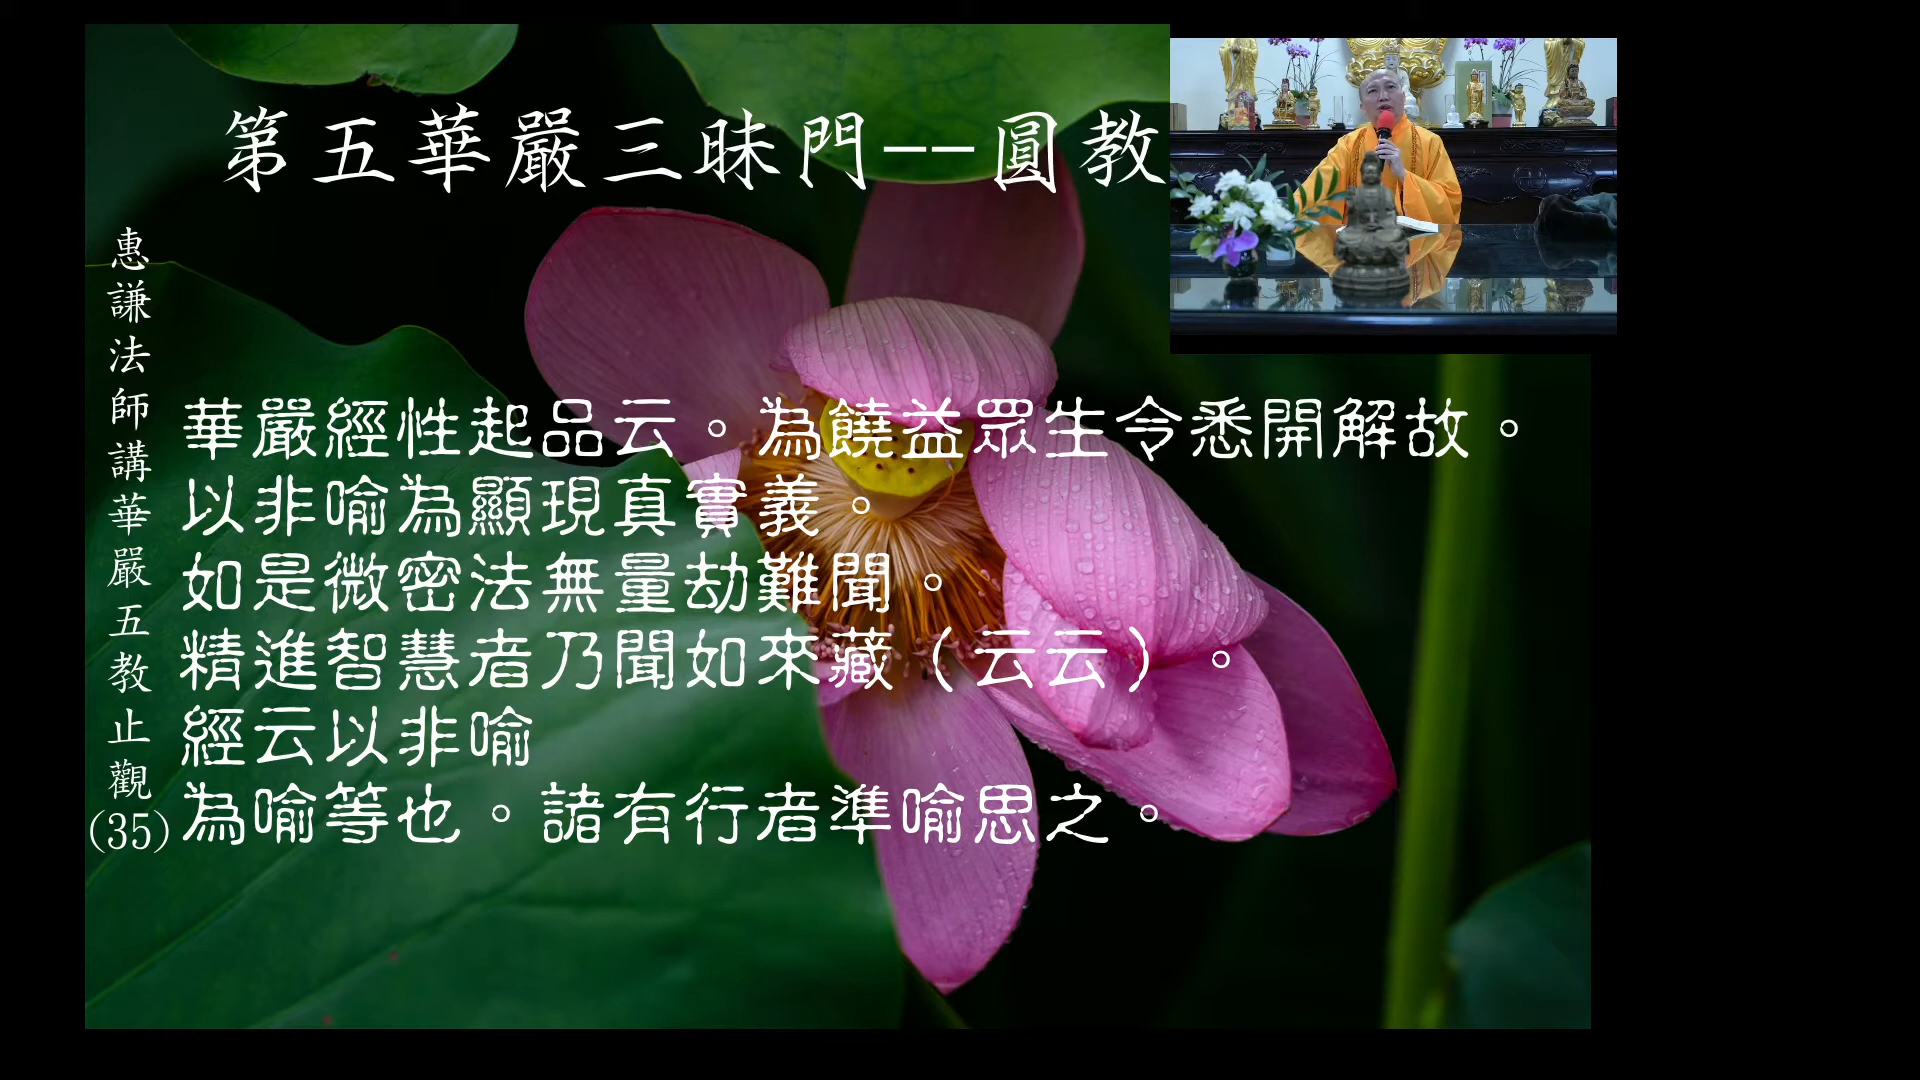 第五華嚴三昧門--圓教
惠謙法師講華嚴五教止觀(35)
華嚴經性起品云。為饒益眾生令悉開解故。
以非喻為顯現真實義。
如是微密法無量劫難聞。
精進智慧者乃聞如來藏（云云）。
經云以非喻
為喻等也。諸有行者準喻思之。